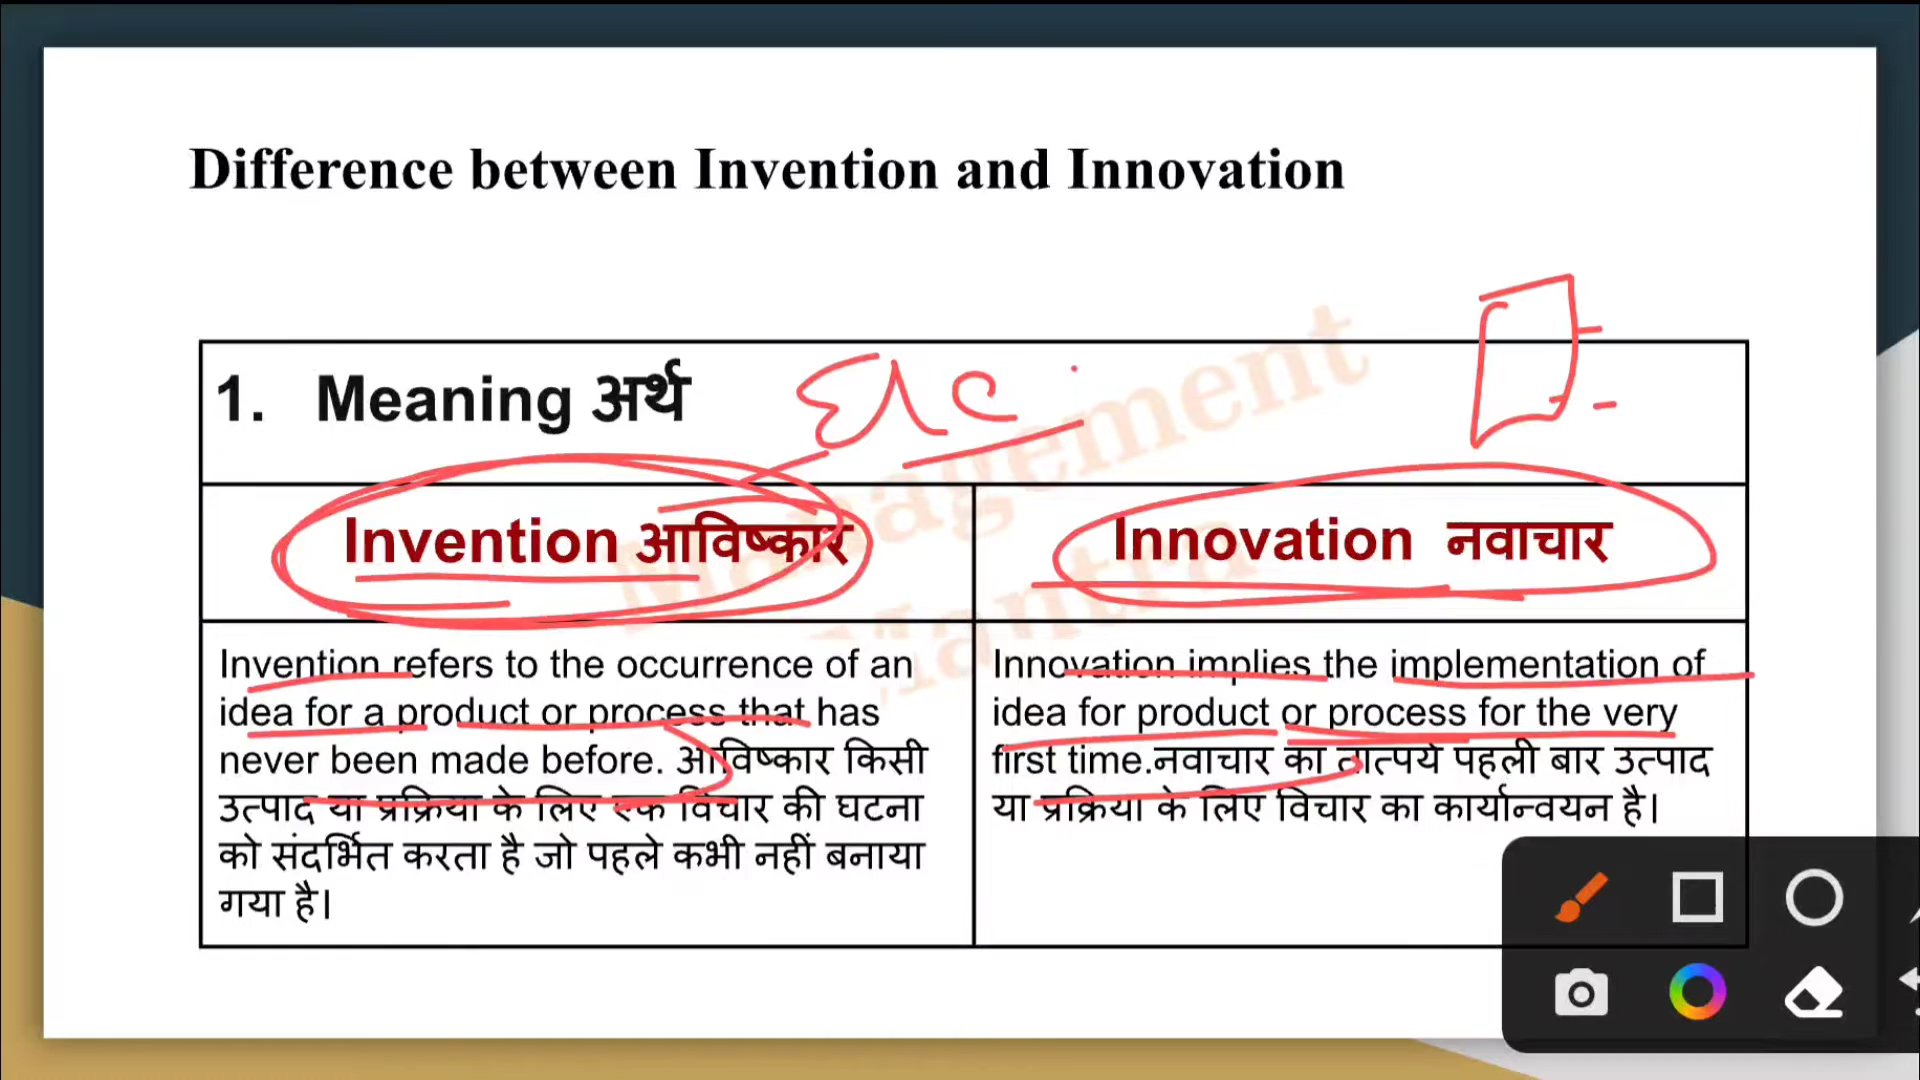 Difference between Invention and Innovation
1. Meaning अर्थ
Invention आविष्कार
Innovation नवाचार
Invention refers to the occurrence of an
idea for a product or process that has
never been made before. आविष्कार किसी
उत्पाद या प्रक्रिया के लिए एक विचार की घटना
को संदर्भित करता है जो पहले कभी नहीं बनाया
गया है।
Innovation implies the implementation of
idea for product or process for the very
first time.नवाचार का तात्पर्य पहली बार उत्पाद
या प्रक्रिया के लिए विचार का कार्यान्वयन है।
Management
Mantra